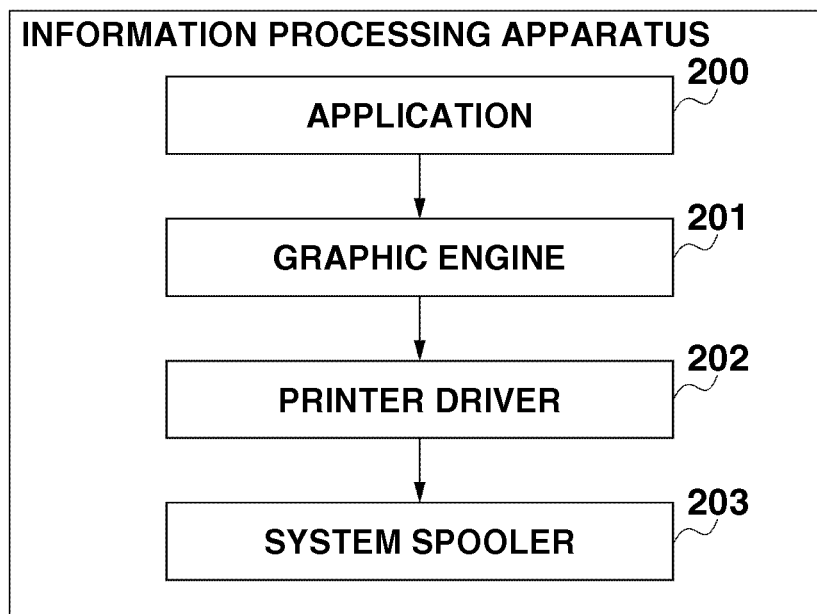 INFORMATION PROCESSING APPARATUS
200
APPLICATION
201
GRAPHIC ENGINE
202
PRINTER DRIVER
203
SYSTEM SPOOLER